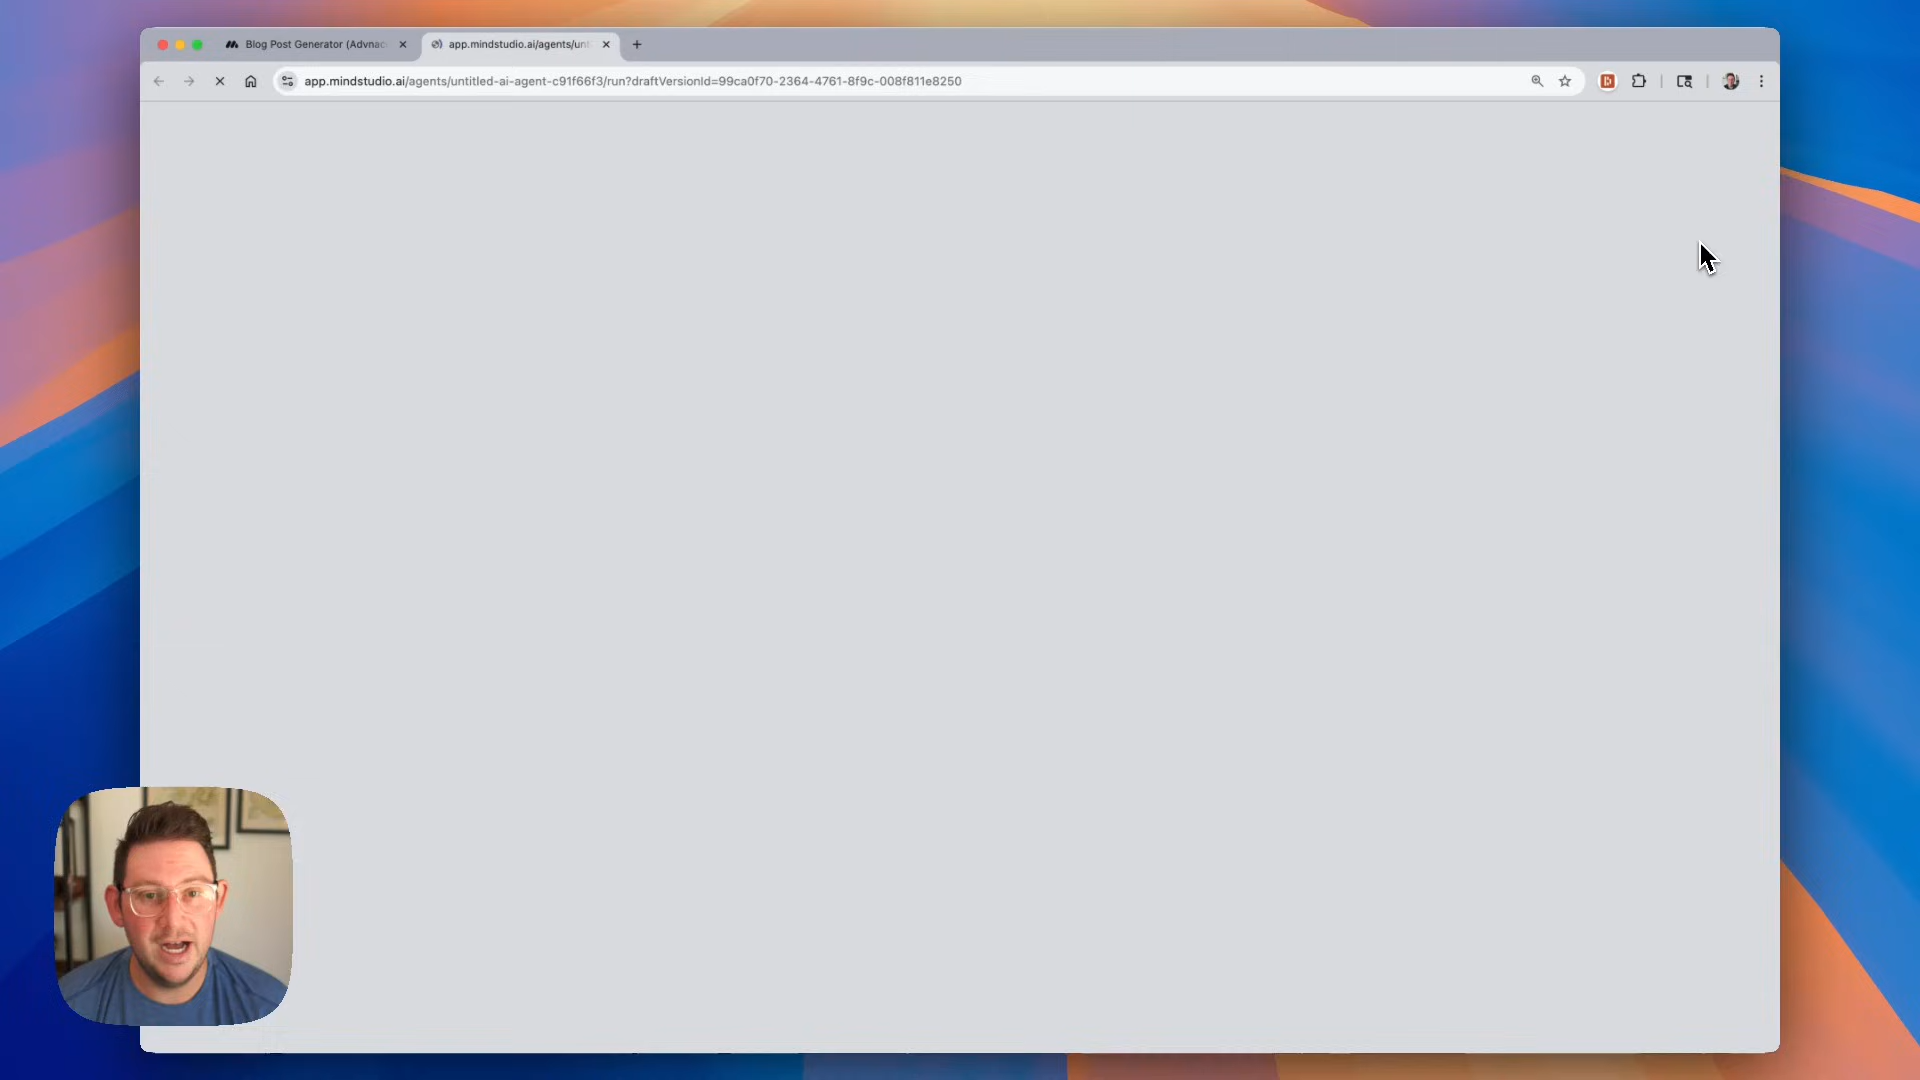 Blog Post Generator (Advnac
app.mindstudio.ai/agents/unt
app.mindstudio.ai/agents/untitled-ai-agent-c91f66f3/run?draftVersionId=99ca0f70-2364-4761-8f9c-008f811e8250